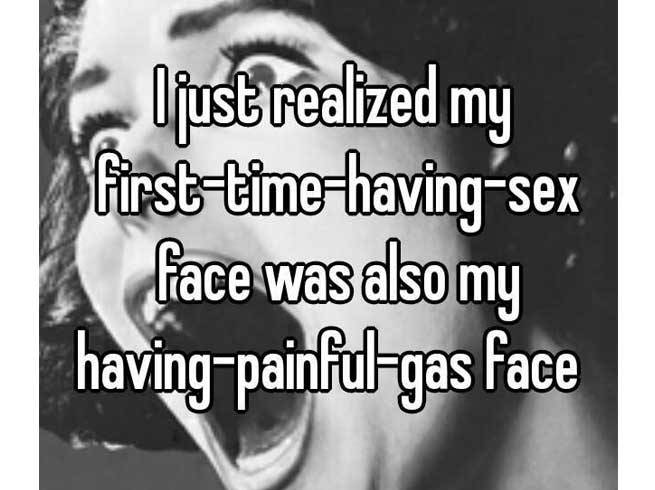 I just realized my
first-time-having-sex
face was also my
having-painful-gas face